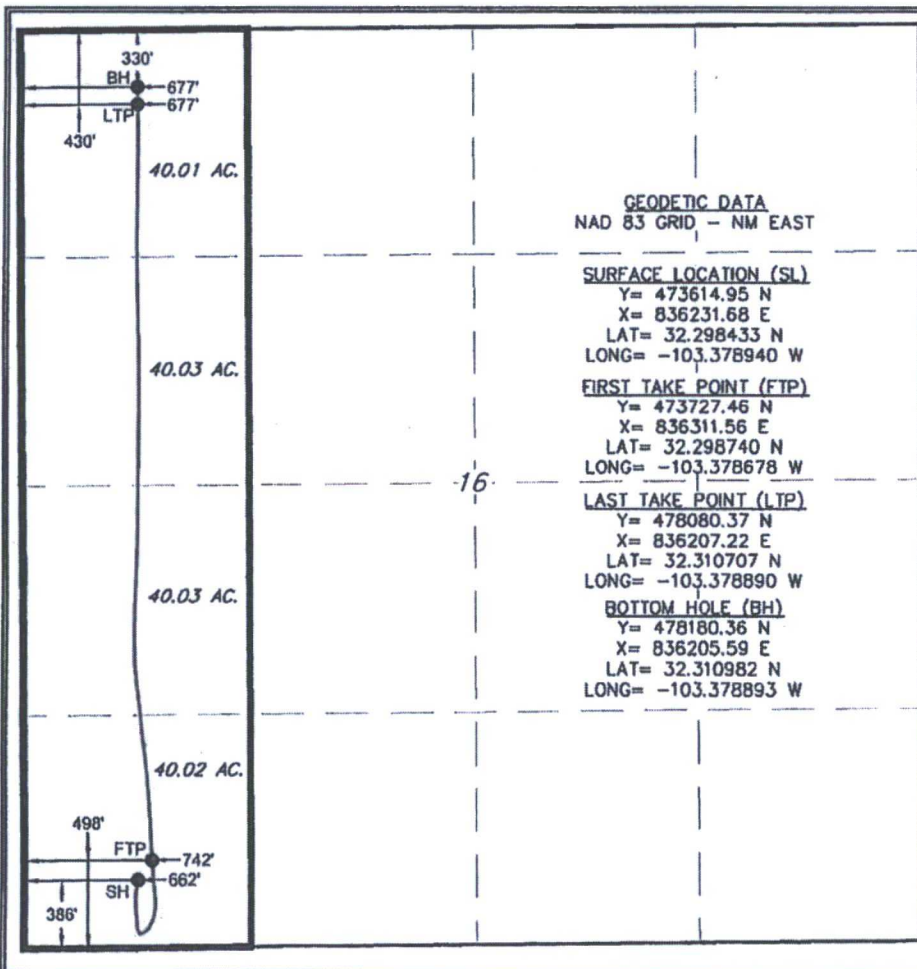 330'
BH
677'
LTP
677'
430'
40.01 AC.
40.03 AC.
40.03 AC.
40.02 AC.
498'
FTP
742'
SH
662'
386'
16
GEODETIC DATA
NAD 83 GRID - NM EAST
SURFACE LOCATION (SL)
Y= 473614.95 N
X= 836231.68 E
LAT= 32.298433 N
LONG= -103.378940 W
FIRST TAKE POINT (FTP)
Y= 473727.46 N
X= 836311.56 E
LAT= 32.298740 N
LONG= -103.378678 W
LAST TAKE POINT (LTP)
Y= 478080.37 N
X= 836207.22 E
LAT= 32.310707 N
LONG= -103.378890 W
BOTTOM HOLE (BH)
Y= 478180.36 N
X= 836205.59 E
LAT= 32.310982 N
LONG= -103.378893 W